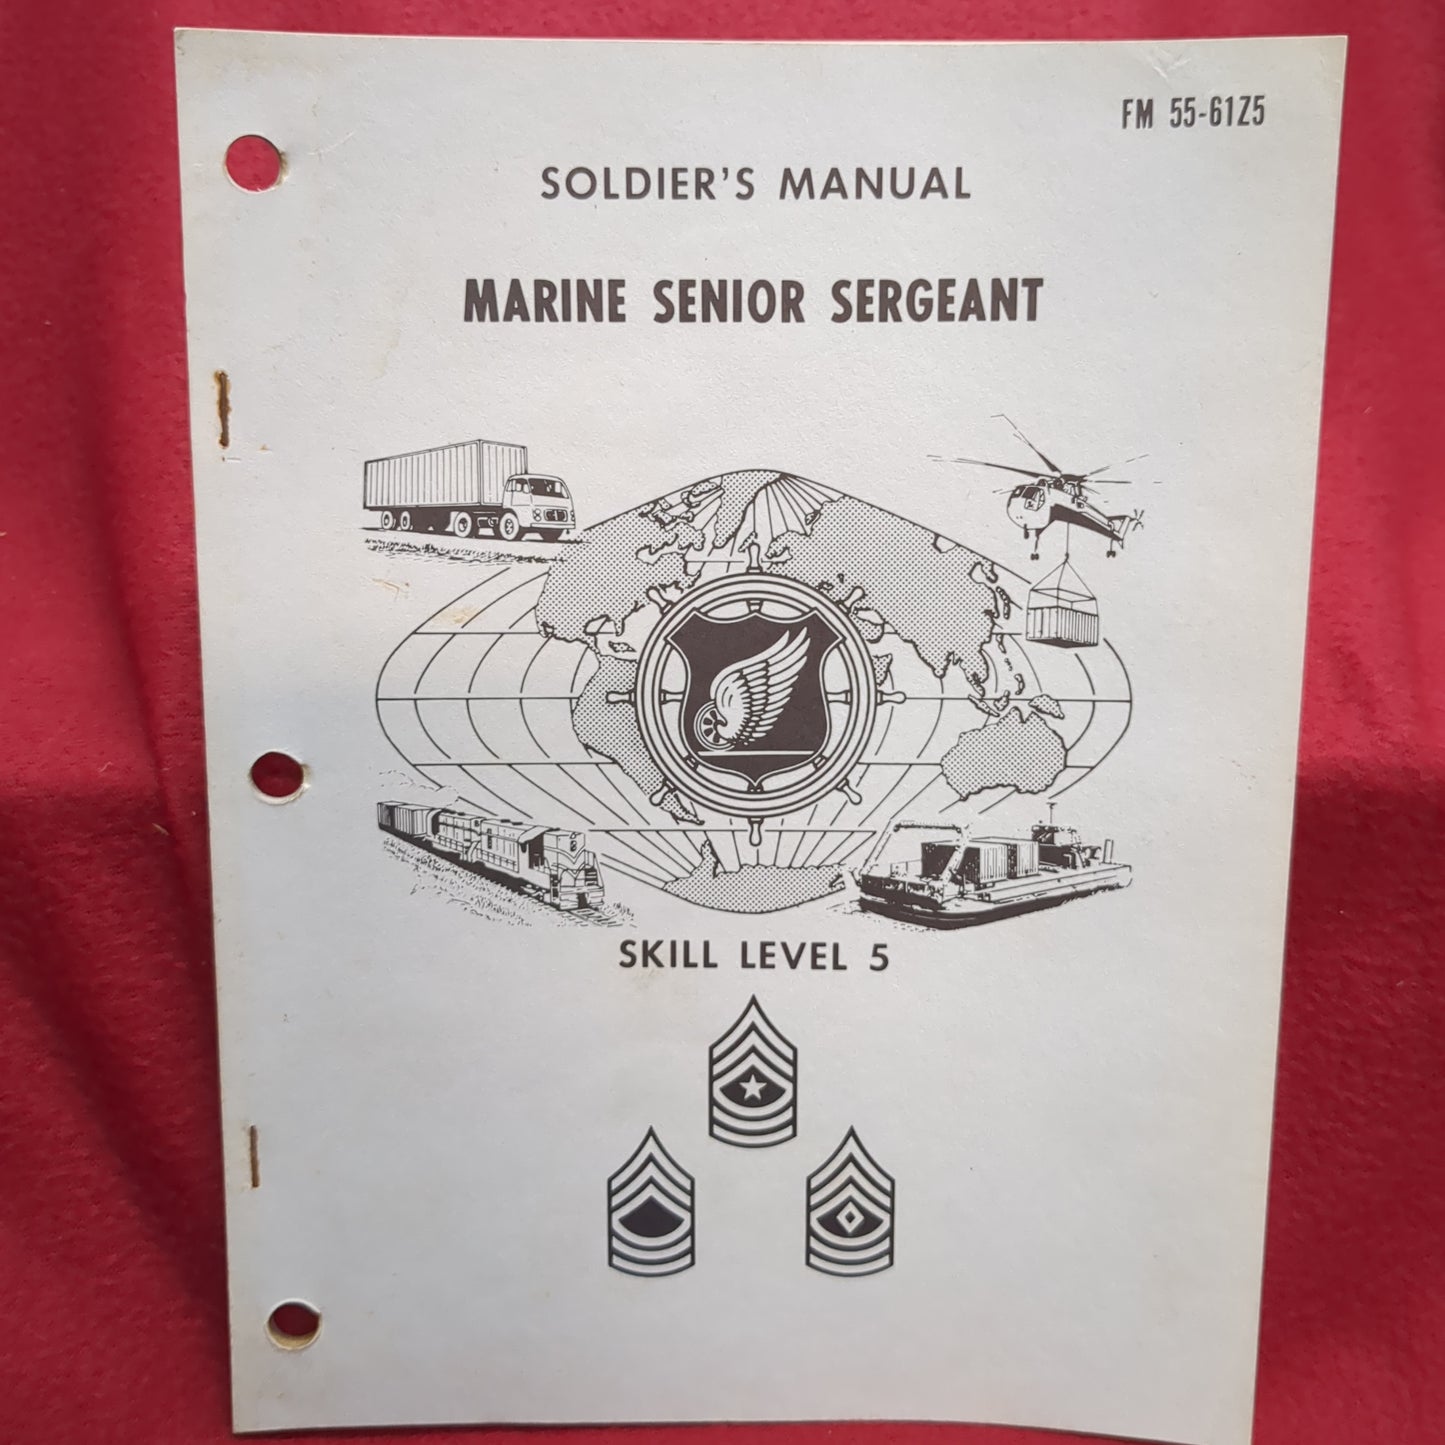 FM 55-61Z5
SOLDIER'S MANUAL
MARINE SENIOR SERGEANT
SKILL LEVEL 5